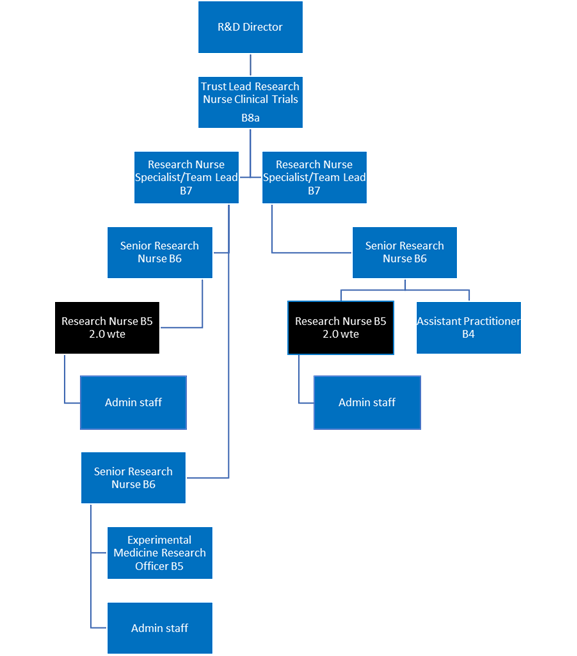 R&D Director
Trust Lead Research
Nurse Clinical Trials
B8a
Research Nurse
Specialist/Team Lead
B7
Research Nurse
Specialist/Team Lead
B7
Senior Research
Nurse B6
Senior Research
Nurse B6
Research Nurse B5
2.0 wte
Research Nurse B5
2.0 wte
Assistant Practitioner
B4
Admin staff
Admin staff
Senior Research
Nurse B6
Experimental
Medicine Research
Officer B5
Admin staff